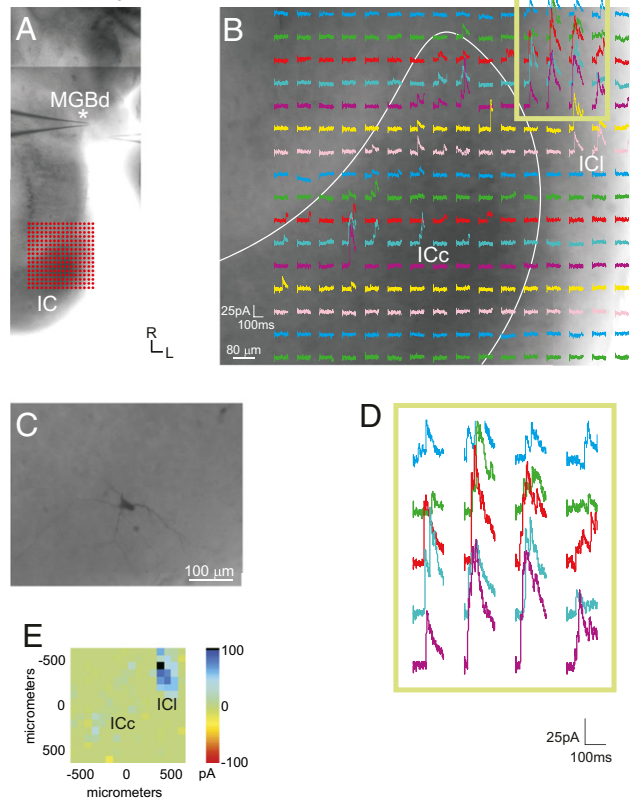 A
MGBd
*
IC
R
L
B
ICl
ICc
25pA
100ms
80 µm
C
100 µm
D
25pA
100ms
E
-500
0
500
micrometers
ICl
ICc
-500 0 500
micrometers
100
0
-100
pA